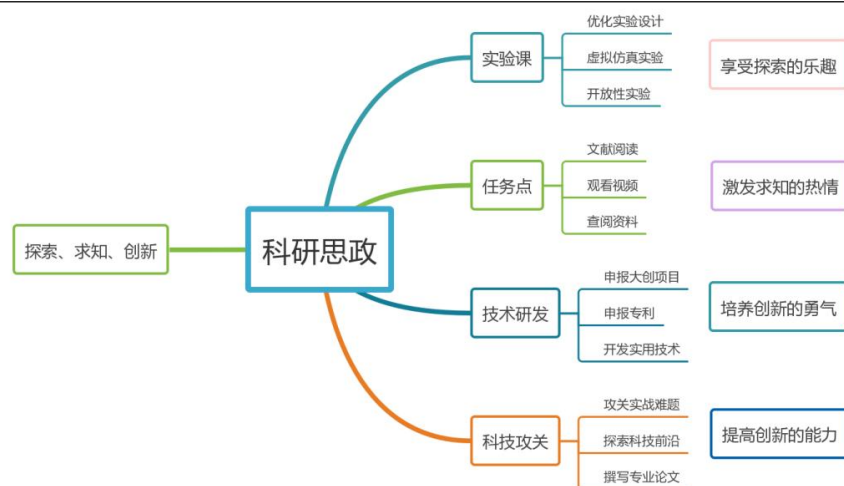 探索、求知、创新
科研思政
实验课
优化实验设计
虚拟仿真实验
开放性实验
享受探索的乐趣
任务点
文献阅读
观看视频
查阅资料
激发求知的热情
技术研发
申报大创项目
申报专利
开发实用技术
培养创新的勇气
科技攻关
攻关实战难题
探索科技前沿
撰写专业论文
提高创新的能力